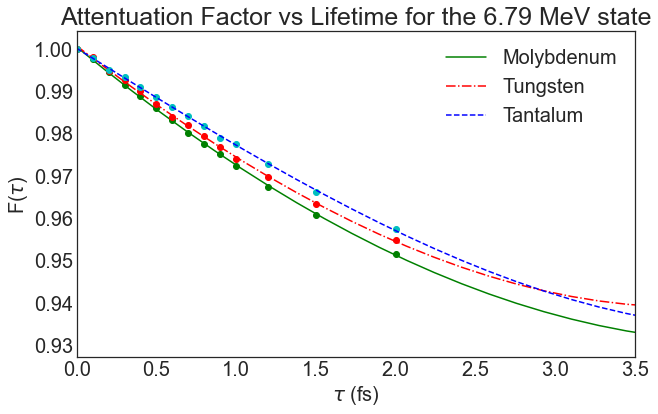 Attentuation Factor vs Lifetime for the 6.79 MeV state
1.00
0.99
0.98
0.97
0.96
0.95
0.94
0.93
F(τ)
Molybdenum
Tungsten
Tantalum
0.0 0.5 1.0 1.5 2.0 2.5 3.0 3.5
τ (fs)